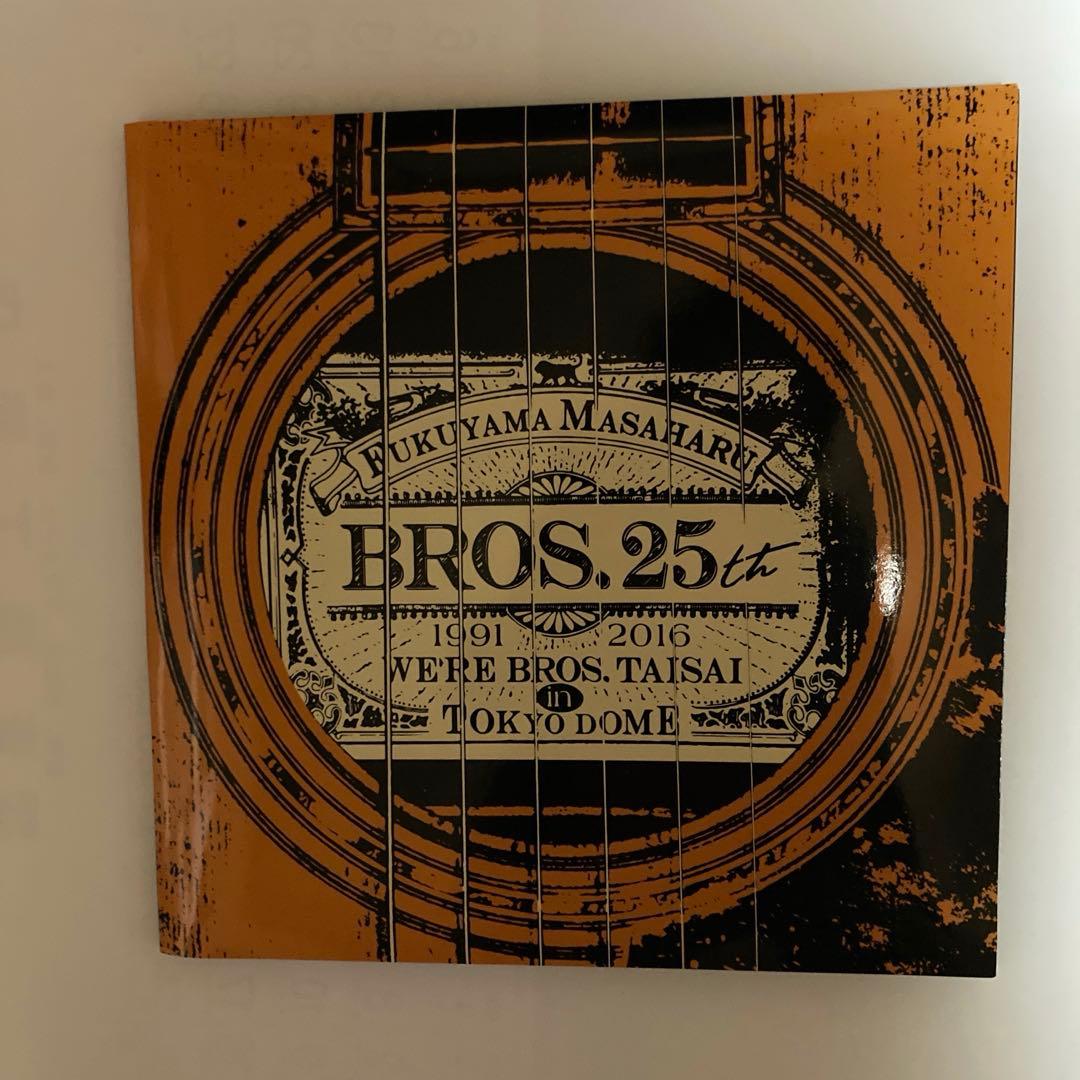 FUKUYAMA MASAHARU
BROS. 25th
1991 2016
WE'RE BROS. TAISAI
in
TOKYO DOME